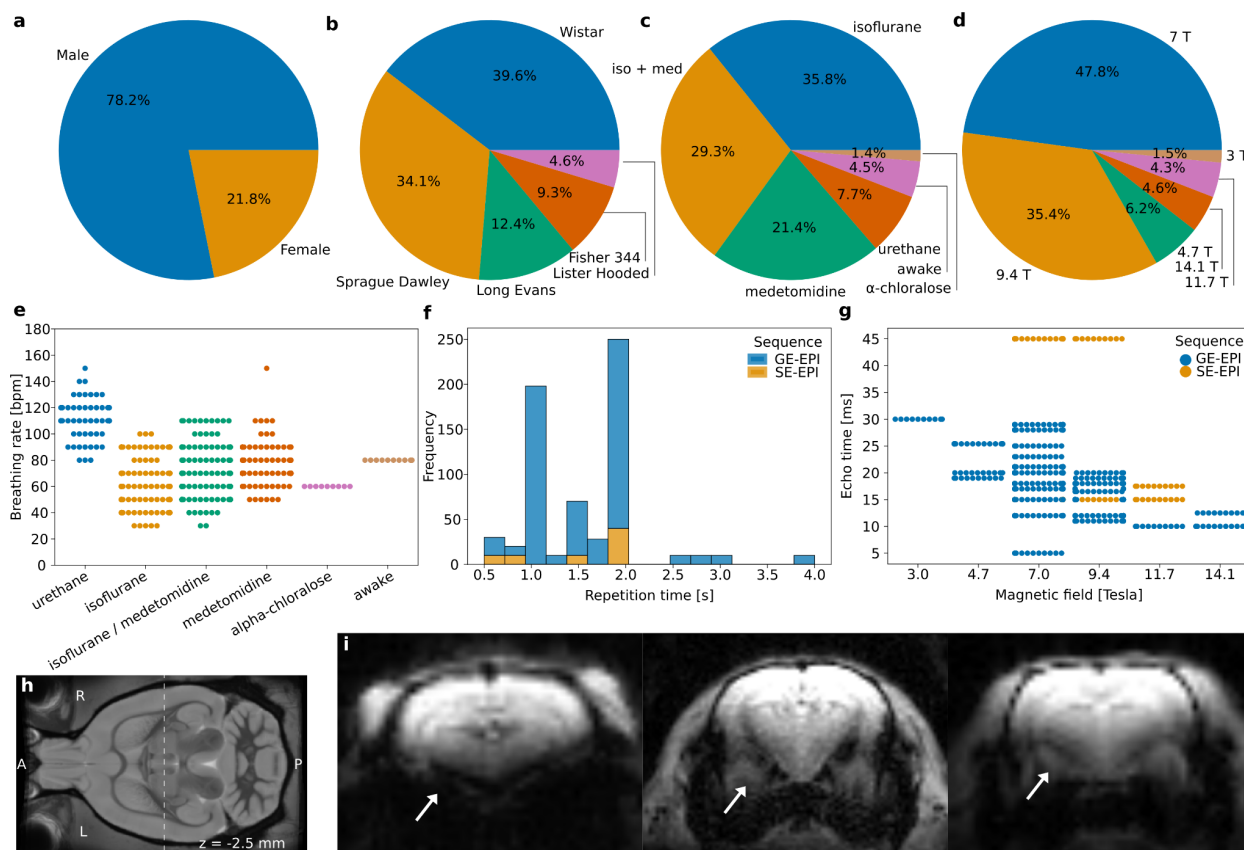 a
Male
78.2%
21.8%
Female
b
Wistar
39.6%
34.1%
12.4%
9.3%
4.6%
Sprague Dawley
Long Evans
Fisher 344
Lister Hooded
c
isoflurane
iso + med
35.8%
29.3%
21.4%
7.7%
4.5%
1.4%
medetomidine
urethane
awake
α-chloralose
d
7 T
47.8%
35.4%
6.2%
4.6%
4.3%
1.5%
3 T
9.4 T
4.7 T
14.1 T
11.7 T
e
Breathing rate [bpm]
180
160
140
120
100
80
60
40
20
0
urethane
isoflurane
isoflurane / medetomidine
medetomidine
alpha-chloralose
awake
f
Sequence
GE-EPI
SE-EPI
Frequency
250
200
150
100
50
0
0.5 1.0 1.5 2.0 2.5 3.0 3.5 4.0
Repetition time [s]
g
Sequence
GE-EPI
SE-EPI
Echo time [ms]
45
40
35
30
25
20
15
10
5
3.0 4.7 7.0 9.4 11.7 14.1
Magnetic field [Tesla]
h
R
A
P
L
z = -2.5 mm
i